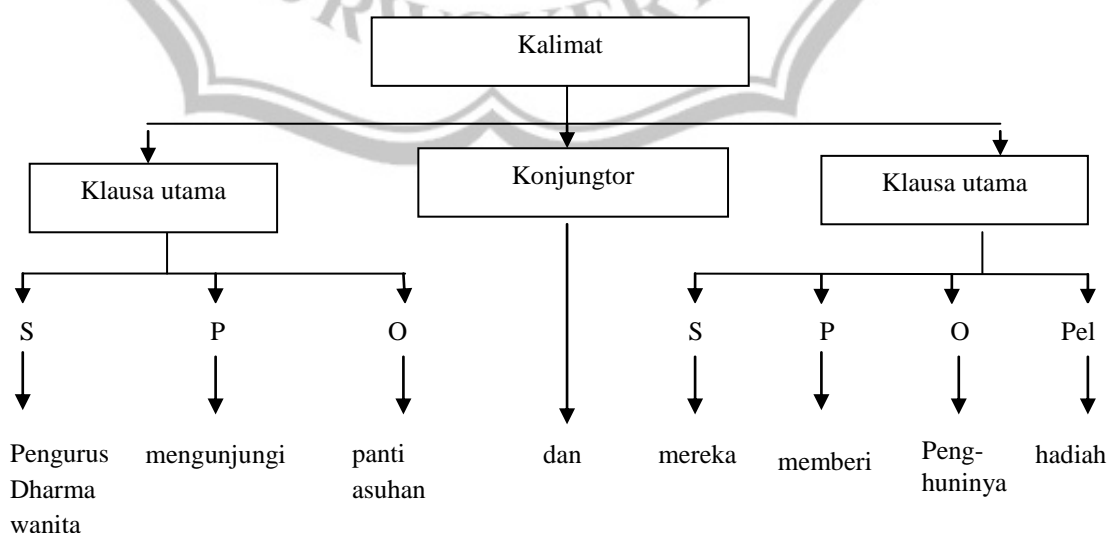 Kalimat
Klausa utama
Konjungtor
Klausa utama
S P O S P O Pel
Pengurus mengunjungi panti dan mereka memberi Peng- hadiah
Dharma asuhan huninya
wanita